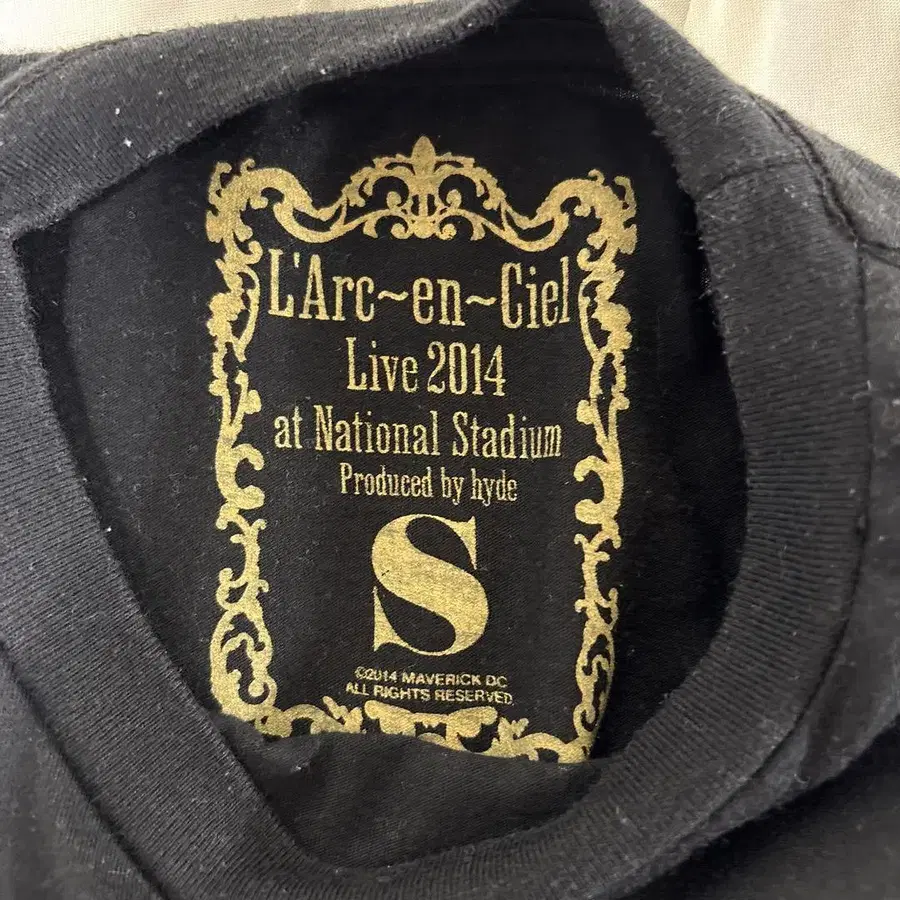 L'Arc~en~Ciel
Live 2014
at National Stadium
Produced by hyde
S
©2014 MAVERICK DC
ALL RIGHTS RESERVED.